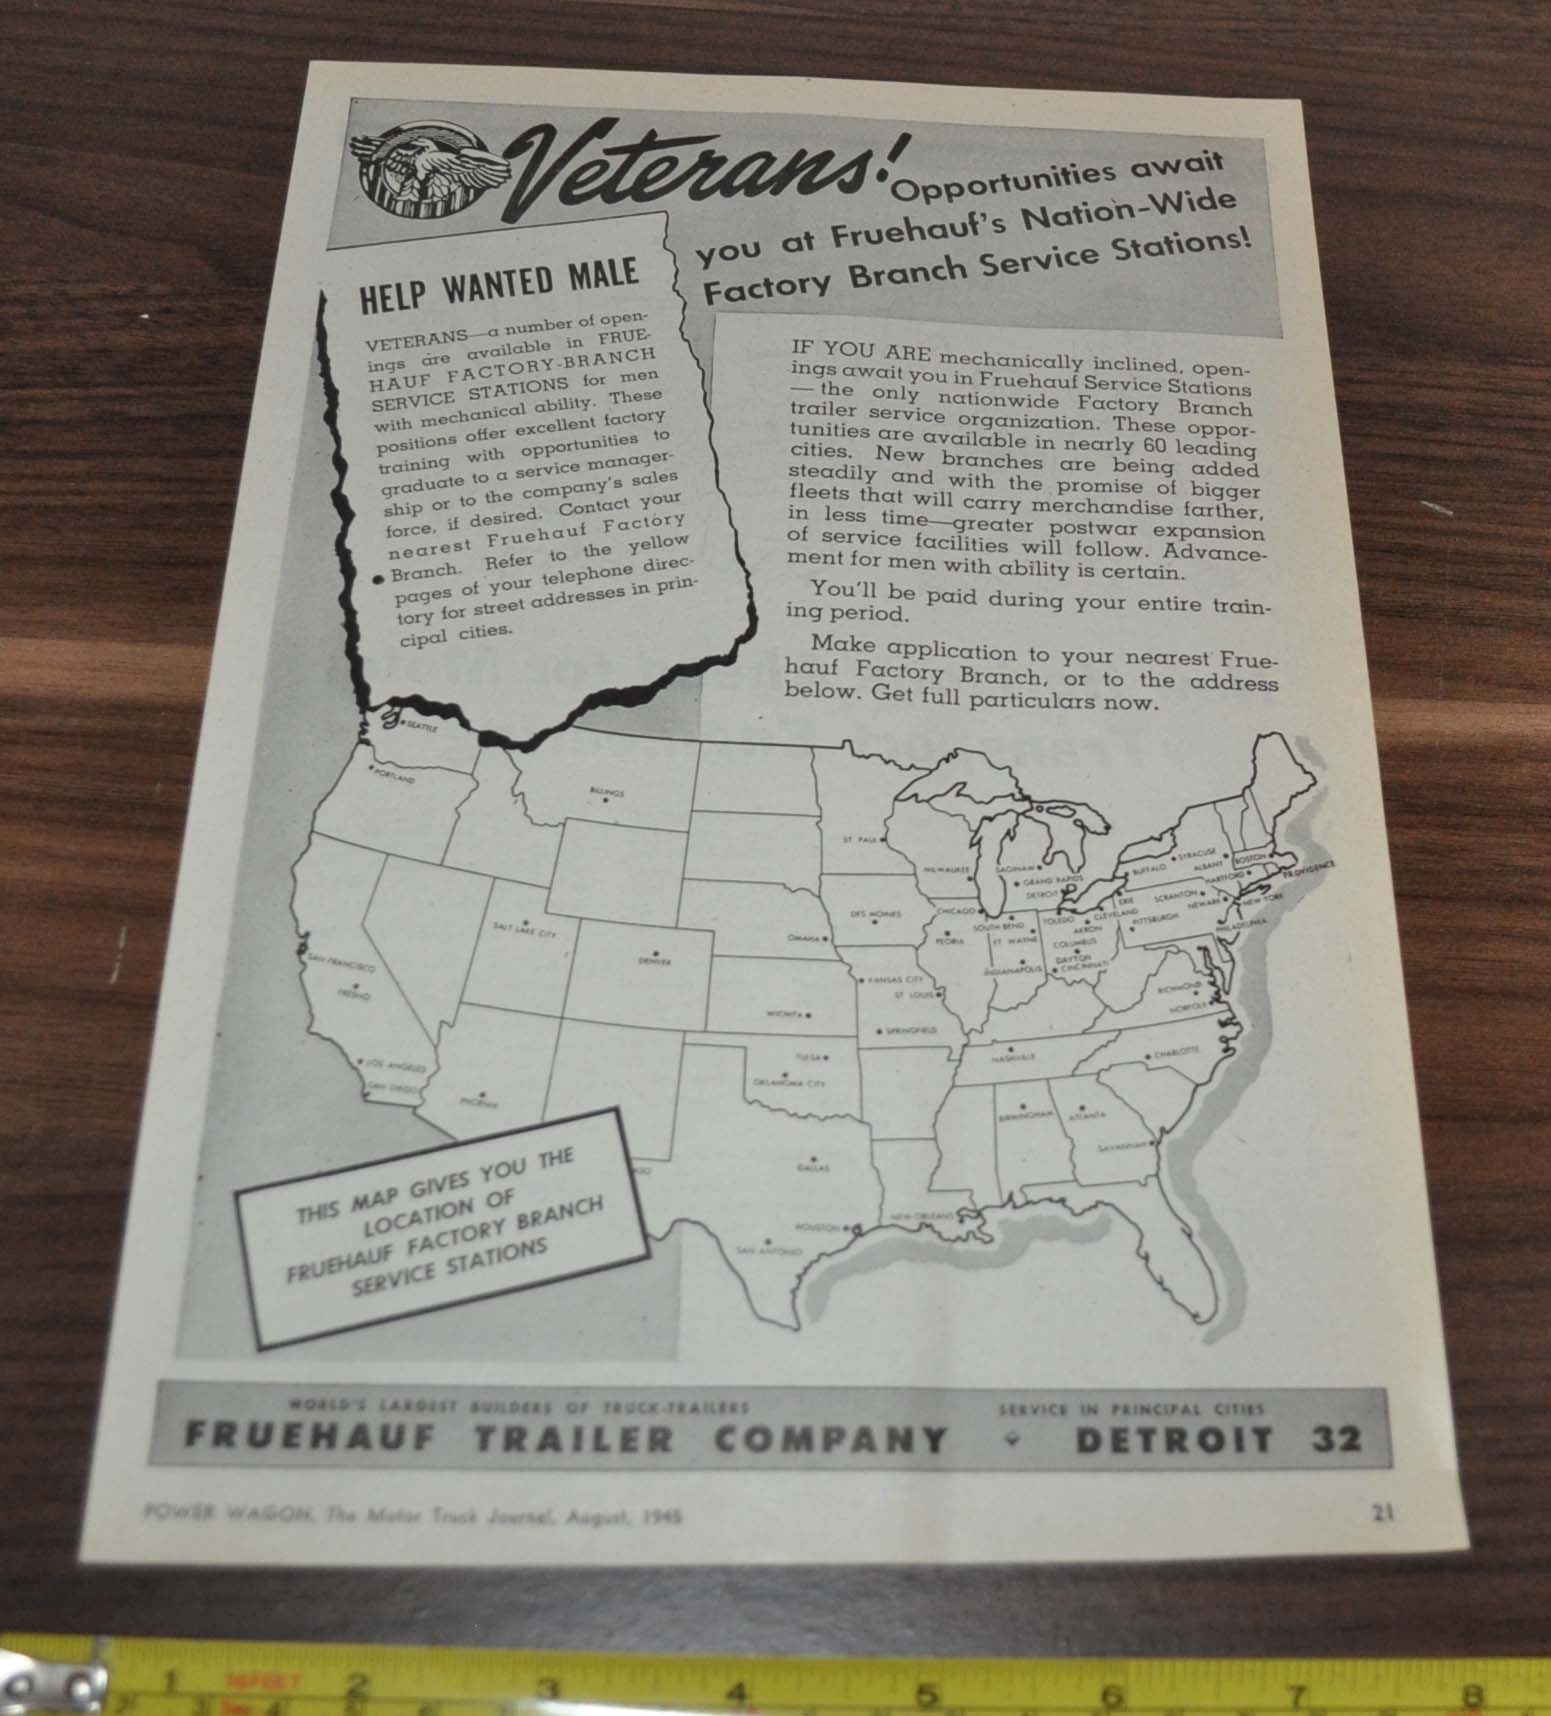 Veterans!
Opportunities await
you at Fruehauf's Nation-Wide
Factory Branch Service Stations!
HELP WANTED MALE
VETERANS—a number of open-
ings are available in FRUE-
HAUF FACTORY-BRANCH
SERVICE STATIONS for men
with mechanical ability. These
positions offer excellent factory
training with opportunities to
graduate to a service manager-
ship or to the company's sales
force, if desired. Contact your
nearest Fruehauf Factory
Branch. Refer to the yellow
pages of your telephone direc-
tory for street addresses in prin-
cipal cities.
IF YOU ARE mechanically inclined, open-
ings await you in Fruehauf Service Stations
— the only nationwide Factory Branch
trailer service organization. These oppor-
tunities are available in nearly 60 leading
cities. New branches are being added
steadily and with the promise of bigger
fleets that will carry merchandise farther,
in less time—greater postwar expansion
of service facilities will follow. Advance-
ment for men with ability is certain.
You'll be paid during your entire train-
ing period.
Make application to your nearest Frue-
hauf Factory Branch, or to the address
below. Get full particulars now.
SEATTLE
PORTLAND
BILLINGS
ST. PAUL
MILWAUKEE
SAGINAW
GRAND RAPIDS
DETROIT
BUFFALO
SYRACUSE
ALBANY
BOSTON
PROVIDENCE
HARTFORD
ERIE
SCRANTON
NEWARK
NEW YORK
PHILADELPHIA
SALT LAKE CITY
DENVER
DES MOINES
OMAHA
CHICAGO
SOUTH BEND
TOLEDO
CLEVELAND
AKRON
PITTSBURGH
PEORIA
FT. WAYNE
COLUMBUS
DAYTON
CINCINNATI
INDIANAPOLIS
SAN FRANCISCO
FRESNO
KANSAS CITY
ST. LOUIS
RICHMOND
NORFOLK
WICHITA
SPRINGFIELD
LOS ANGELES
SAN DIEGO
PHOENIX
TULSA
OKLAHOMA CITY
NASHVILLE
CHARLOTTE
BIRMINGHAM
ATLANTA
SAVANNAH
DALLAS
HOUSTON
NEW ORLEANS
SAN ANTONIO
THIS MAP GIVES YOU THE
LOCATION OF
FRUEHAUF FACTORY BRANCH
SERVICE STATIONS
WORLD'S LARGEST BUILDERS OF TRUCK-TRAILERS
SERVICE IN PRINCIPAL CITIES
FRUEHAUF TRAILER COMPANY DETROIT 32
POWER WAGON, The Motor Truck Journal, August, 1945
21
1 16FEET 2 3 4 5 6 7 8